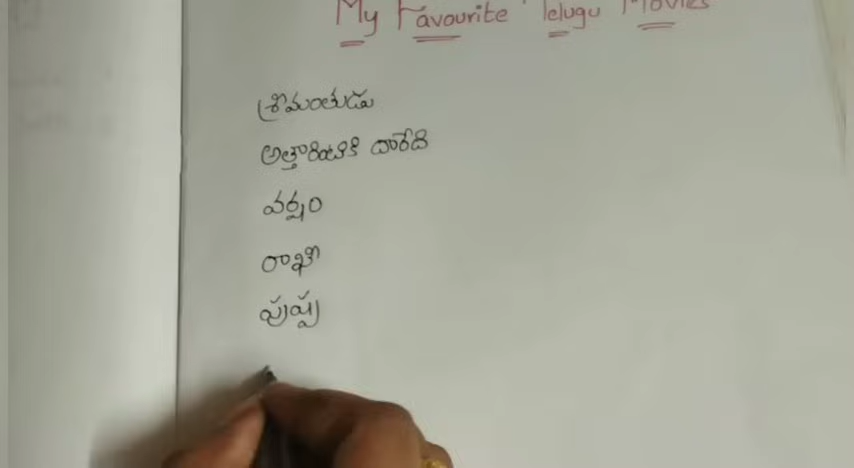 My Favourite Telugu Movies
శ్రీమంతుడు
అత్తారింటికి దారేది
వర్షం
రాఖీ
పుష్ప